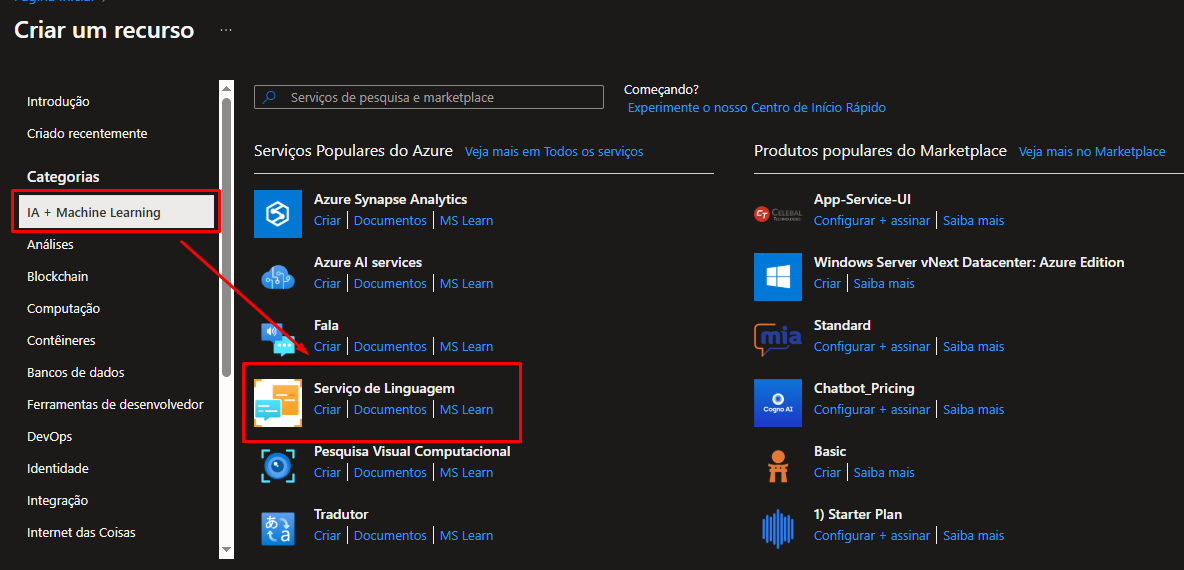 Criar um recurso ...
Introdução
Criado recentemente
Categorias
IA + Machine Learning
Análises
Blockchain
Computação
Contêineres
Bancos de dados
Ferramentas de desenvolvedor
DevOps
Identidade
Integração
Internet das Coisas
Serviços de pesquisa e marketplace
Começando?
Experimente o nosso Centro de Início Rápido
Serviços Populares do Azure Veja mais em Todos os serviços
Azure Synapse Analytics
Criar | Documentos | MS Learn
Azure AI services
Criar | Documentos | MS Learn
Fala
Criar | Documentos | MS Learn
Serviço de Linguagem
Criar | Documentos | MS Learn
Pesquisa Visual Computacional
Criar | Documentos | MS Learn
Tradutor
Criar | Documentos | MS Learn
Produtos populares do Marketplace Veja mais no Marketplace
CT CELEBAL
App-Service-UI
Configurar + assinar | Saiba mais
Windows Server vNext Datacenter: Azure Edition
Criar | Saiba mais
mia
Standard
Configurar + assinar | Saiba mais
Cogno AI
Chatbot_Pricing
Configurar + assinar | Saiba mais
Basic
Criar | Saiba mais
1) Starter Plan
Configurar + assinar | Saiba mais